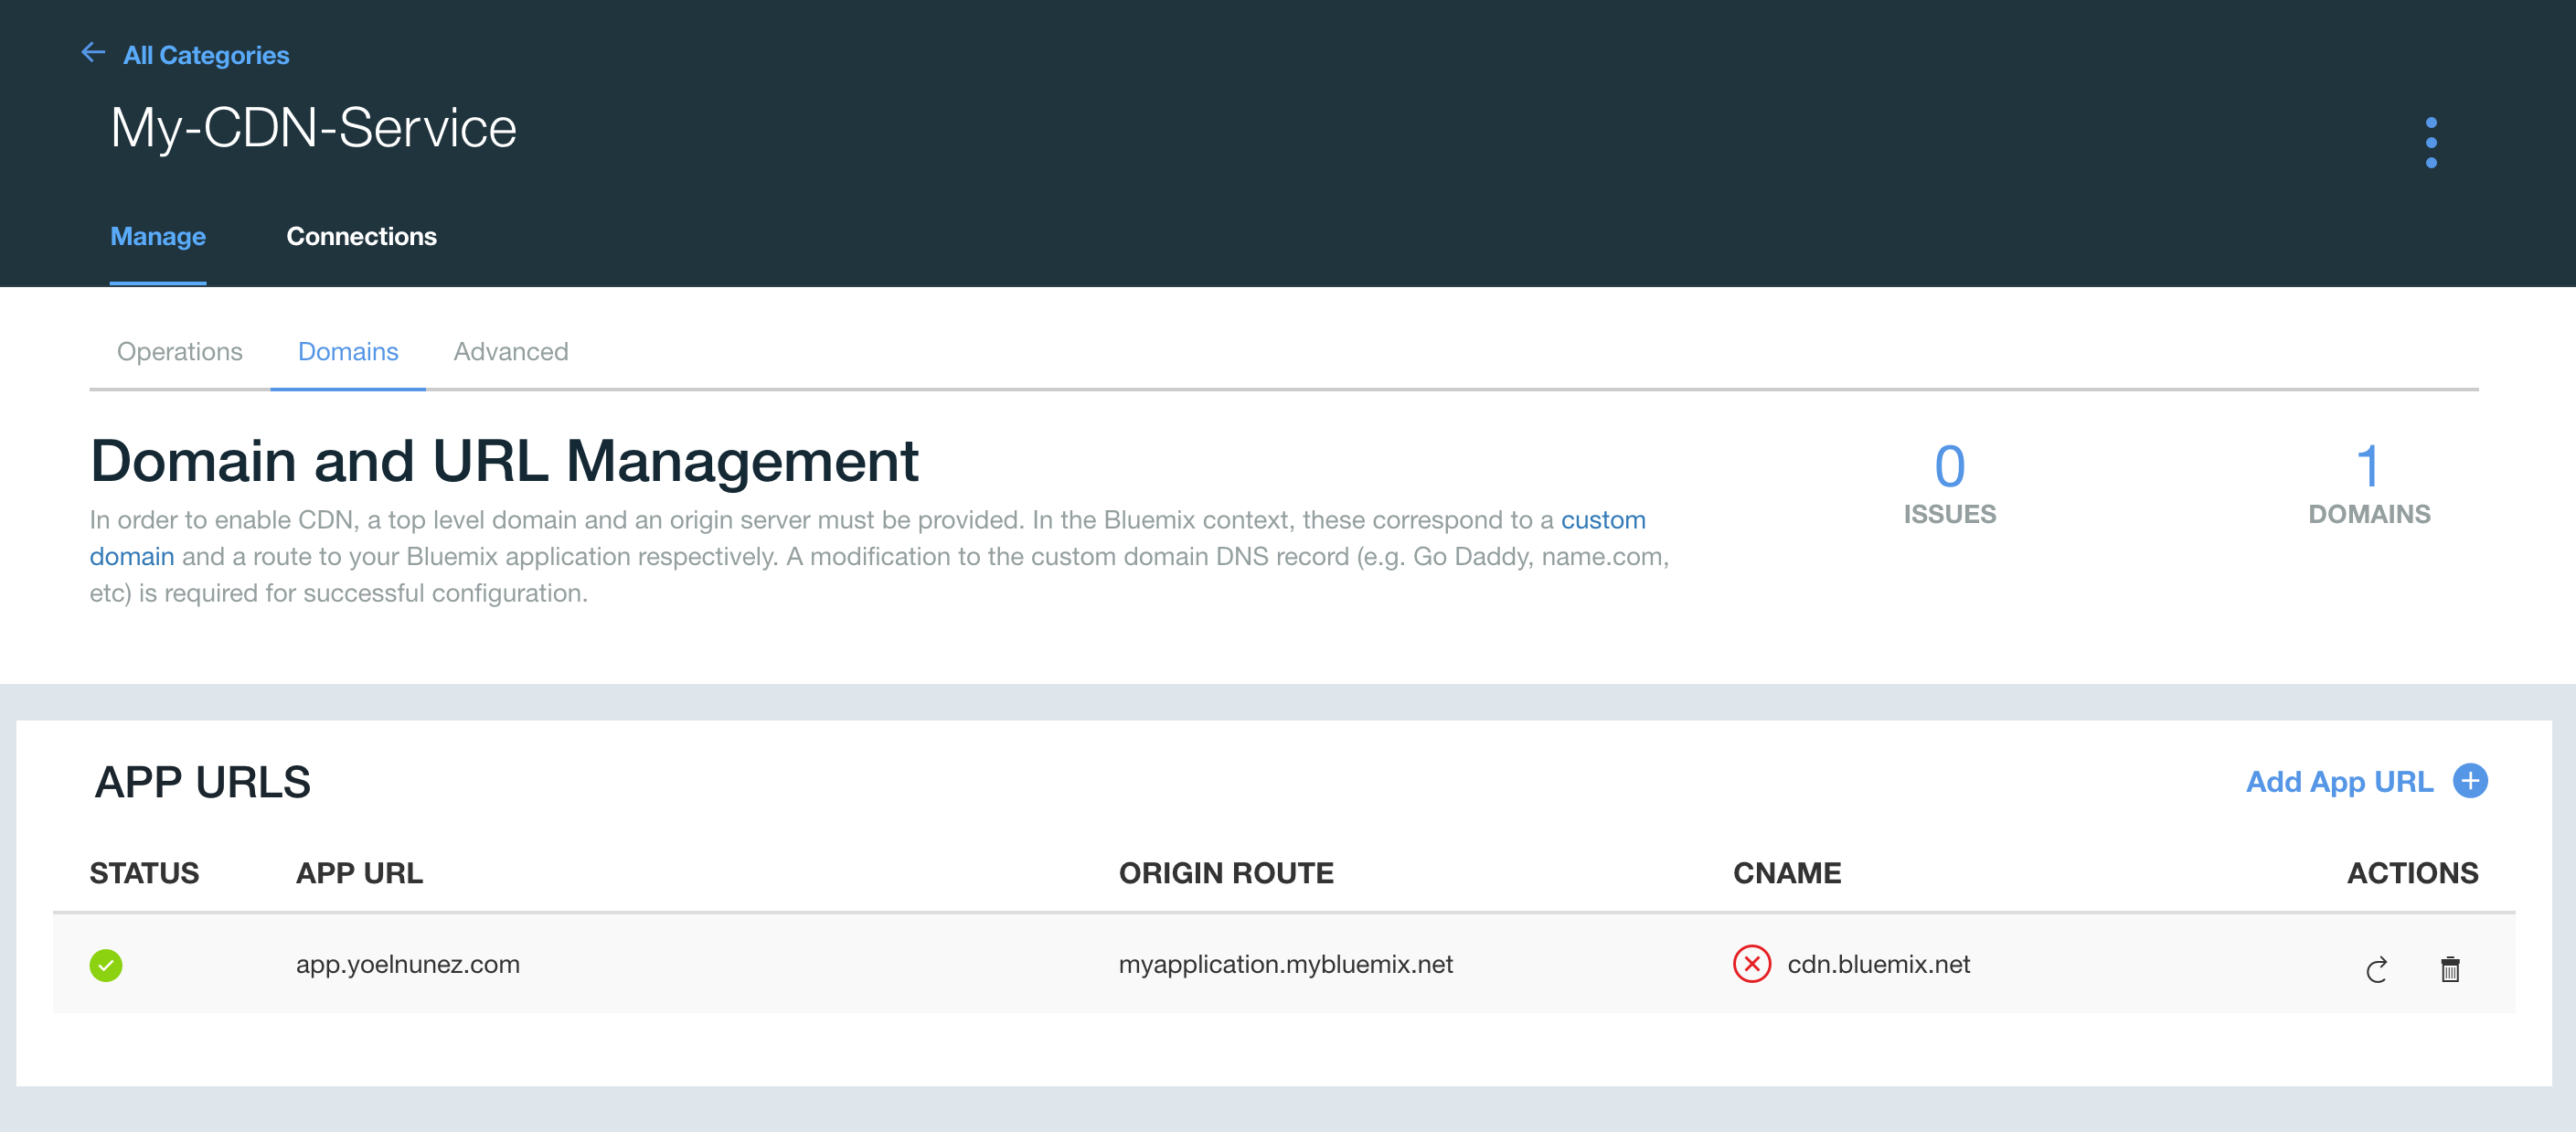 All Categories
My-CDN-Service
Manage Connections
Operations Domains Advanced
Domain and URL Management
In order to enable CDN, a top level domain and an origin server must be provided. In the Bluemix context, these correspond to a custom
domain and a route to your Bluemix application respectively. A modification to the custom domain DNS record (e.g. Go Daddy, name.com,
etc) is required for successful configuration.
0
ISSUES
1
DOMAINS
APP URLS
Add App URL
STATUS APP URL ORIGIN ROUTE CNAME ACTIONS
app.yoelnunez.com myapplication.mybluemix.net cdn.bluemix.net